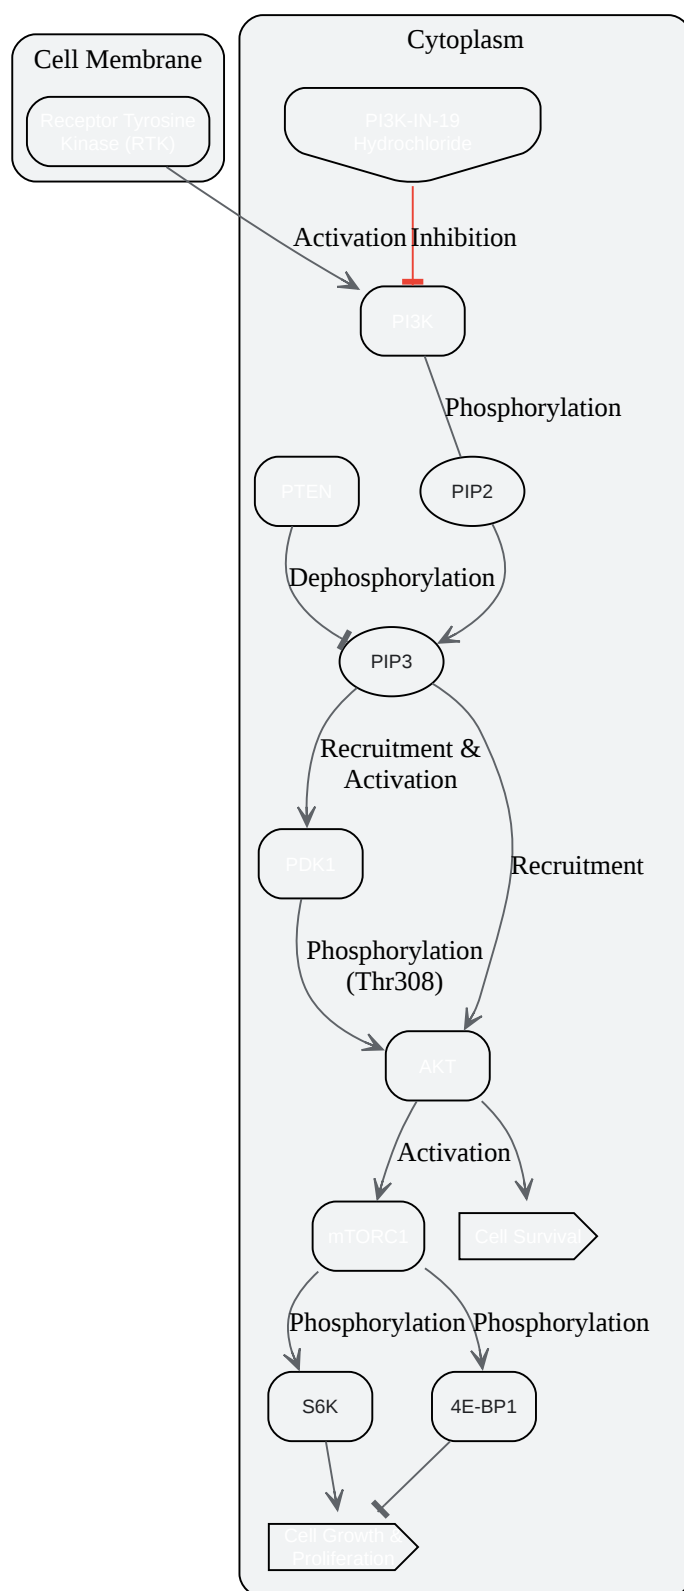 Cytoplasm
Cell Membrane
Receptor Tyrosine
Kinase (RTK)
PI3K-IN-19
Hydrochloride
Activation
Inhibition
PI3K
Phosphorylation
PTEN
PIP2
Dephosphorylation
PIP3
Recruitment &
Activation
PDK1
Recruitment
Phosphorylation
(Thr308)
AKT
Activation
mTORC1
Cell Survival
Phosphorylation
Phosphorylation
S6K
4E-BP1
Cell Growth &
Proliferation